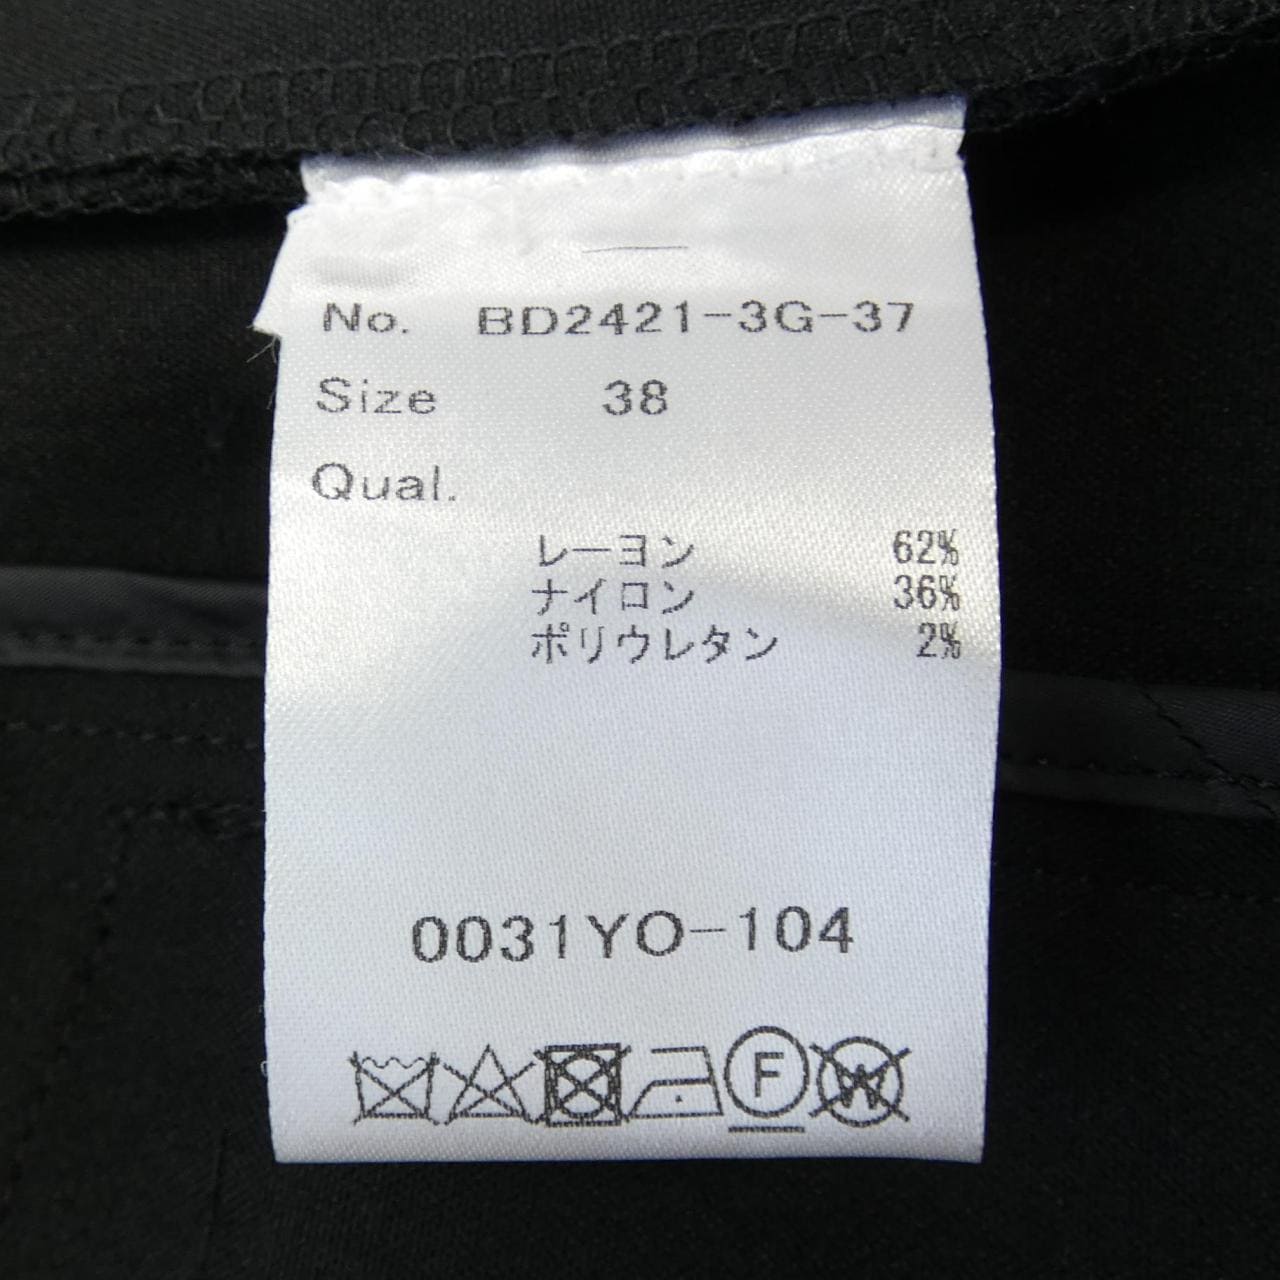 No. BD2421-3G-37
Size 38
Qual.
レーヨン 62%
ナイロン 36%
ポリウレタン 2%
0031YO-104
F W